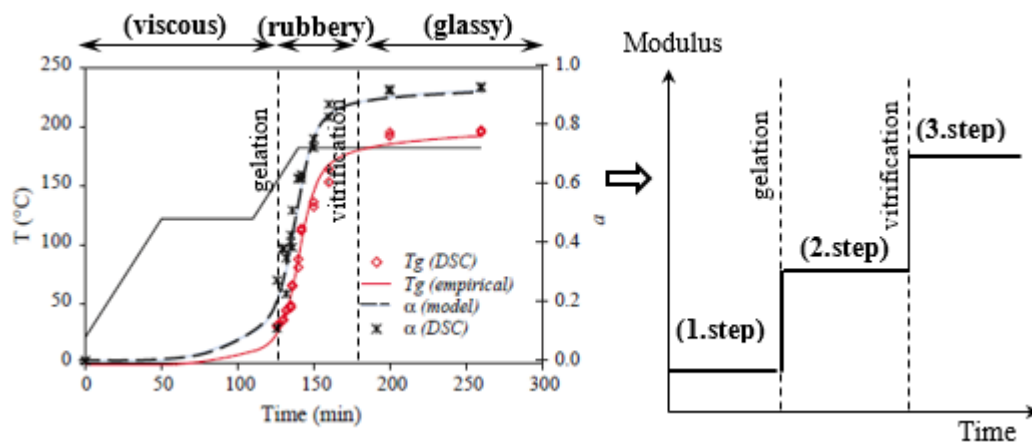 (viscous) (rubbery) (glassy)
250
200
150
100
50
0
T (°C)
0 50 100 150 200 250 300
Time (min)
1.0
0.8
0.6
0.4
0.2
0.0
α
gelation
vitrification
Tg (DSC)
Tg (empirical)
α (model)
α (DSC)
Modulus
gelation
vitrification
(1.step)
(2.step)
(3.step)
Time